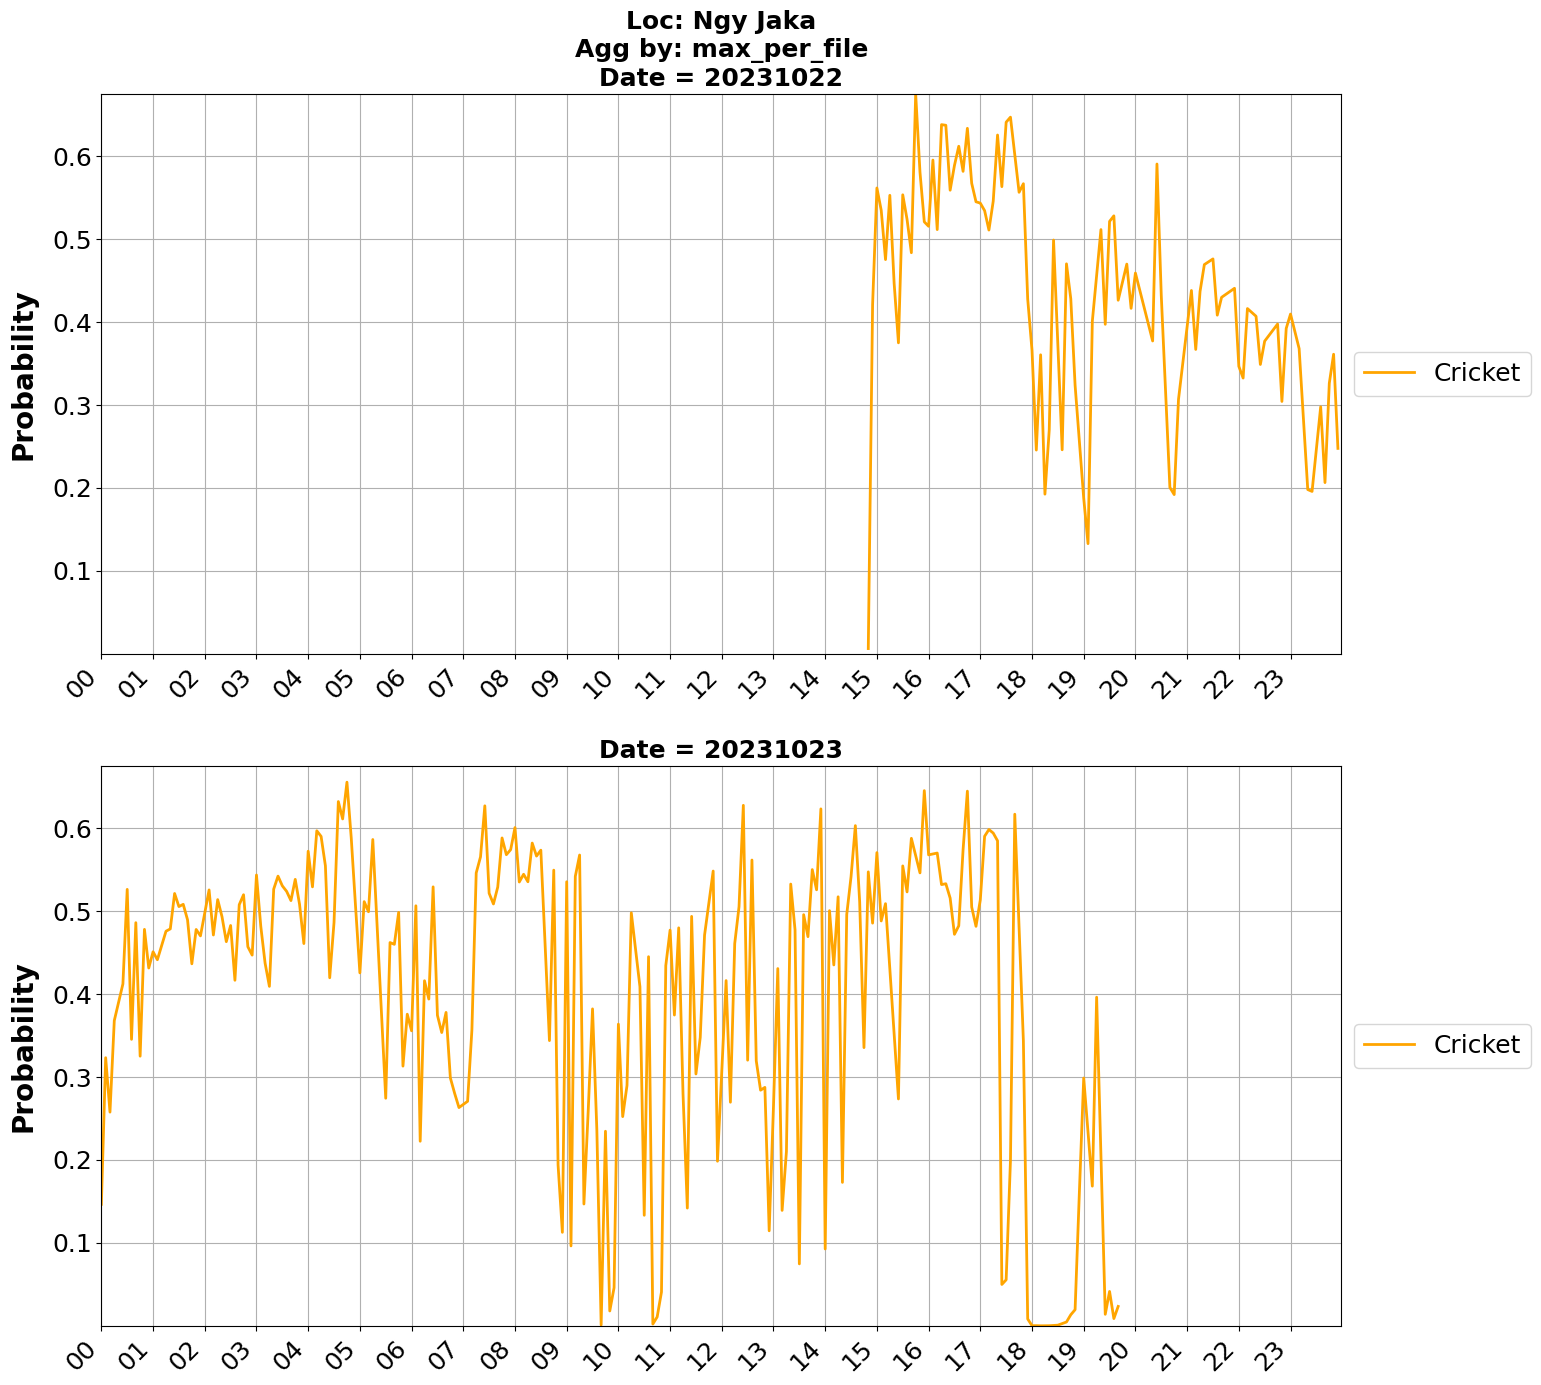 Loc: Ngy Jaka
Agg by: max_per_file
Date = 20231022
Probability
0.6
0.5
0.4
0.3
0.2
0.1
00 01 02 03 04 05 06 07 08 09 10 11 12 13 14 15 16 17 18 19 20 21 22 23
Cricket
Date = 20231023
Probability
0.6
0.5
0.4
0.3
0.2
0.1
00 01 02 03 04 05 06 07 08 09 10 11 12 13 14 15 16 17 18 19 20 21 22 23
Cricket